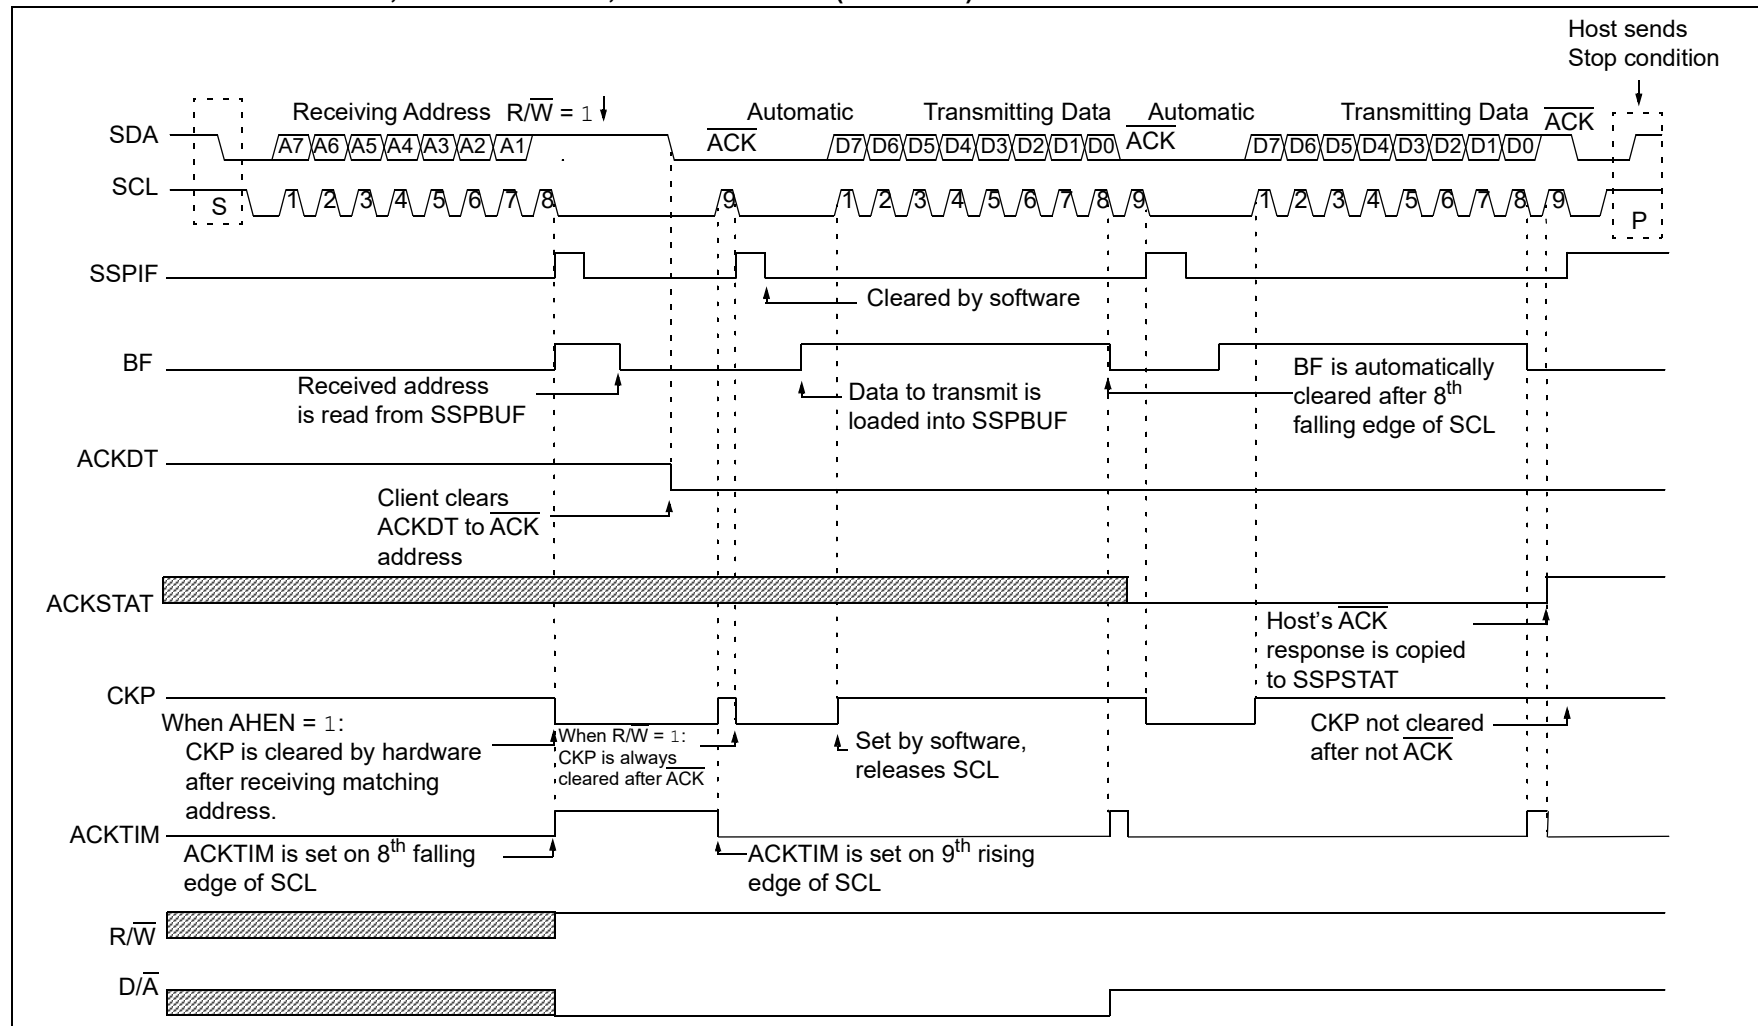 Host sends
Stop condition
Receiving Address R/W̅ = 1
Automatic
Transmitting Data
Automatic
Transmitting Data
A̅C̅K̅
SDA
A7 A6 A5 A4 A3 A2 A1
A̅C̅K̅
D7 D6 D5 D4 D3 D2 D1 D0
A̅C̅K̅
D7 D6 D5 D4 D3 D2 D1 D0
SCL
S
1 2 3 4 5 6 7 8
9
1 2 3 4 5 6 7 8 9
1 2 3 4 5 6 7 8 9
P
SSPIF
Cleared by software
BF
Received address
is read from SSPBUF
Data to transmit is
loaded into SSPBUF
BF is automatically
cleared after 8th
falling edge of SCL
ACKDT
Client clears
ACKDT to A̅C̅K̅
address
ACKSTAT
Host’s A̅C̅K̅
response is copied
to SSPSTAT
CKP
When AHEN = 1:
CKP is cleared by hardware
after receiving matching
address.
When R/W̅ = 1:
CKP is always
cleared after A̅C̅K̅
Set by software,
releases SCL
CKP not cleared
after not A̅C̅K̅
ACKTIM
ACKTIM is set on 8th falling
edge of SCL
ACKTIM is set on 9th rising
edge of SCL
R/W̅
D/A̅